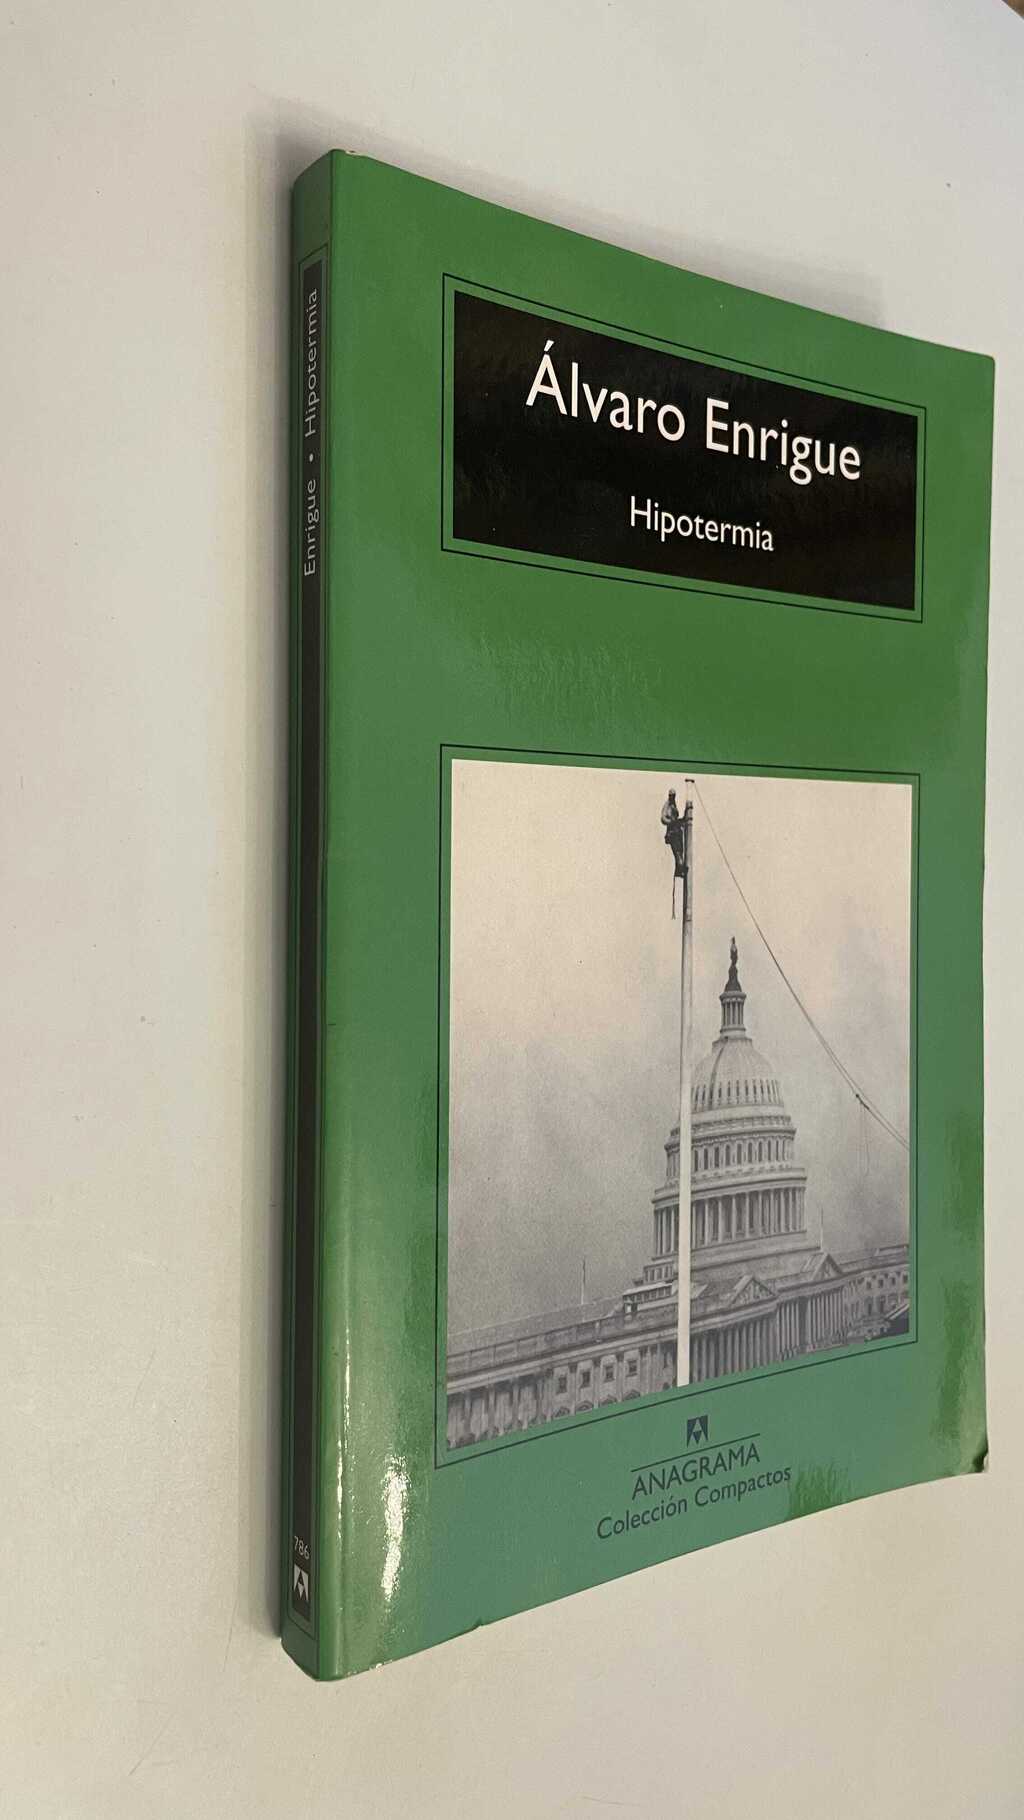 Álvaro Enrigue
Hipotermia
ANAGRAMA
Colección Compactos
Enrigue • Hipotermia
786